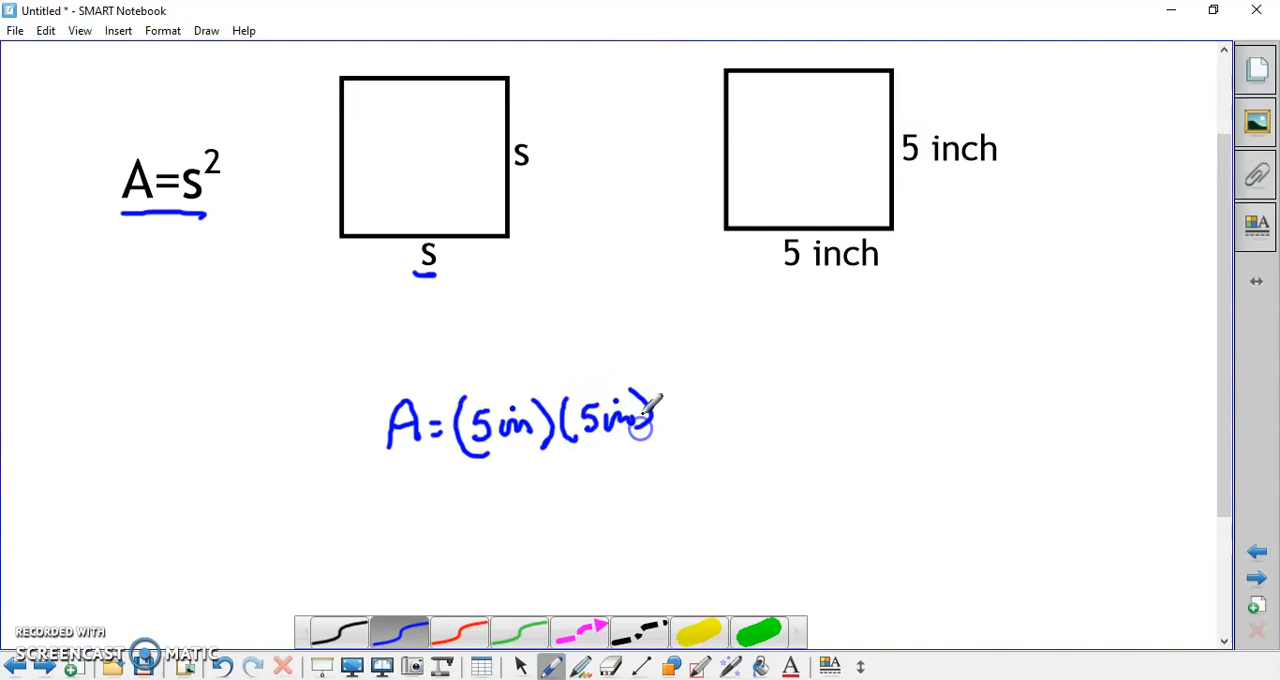 Untitled * - SMART Notebook
File Edit View Insert Format Draw Help
A=s²
s
s
5 inch
5 inch
A=(5in)(5in)
RECORDED WITH
SCREENCAST MATIC